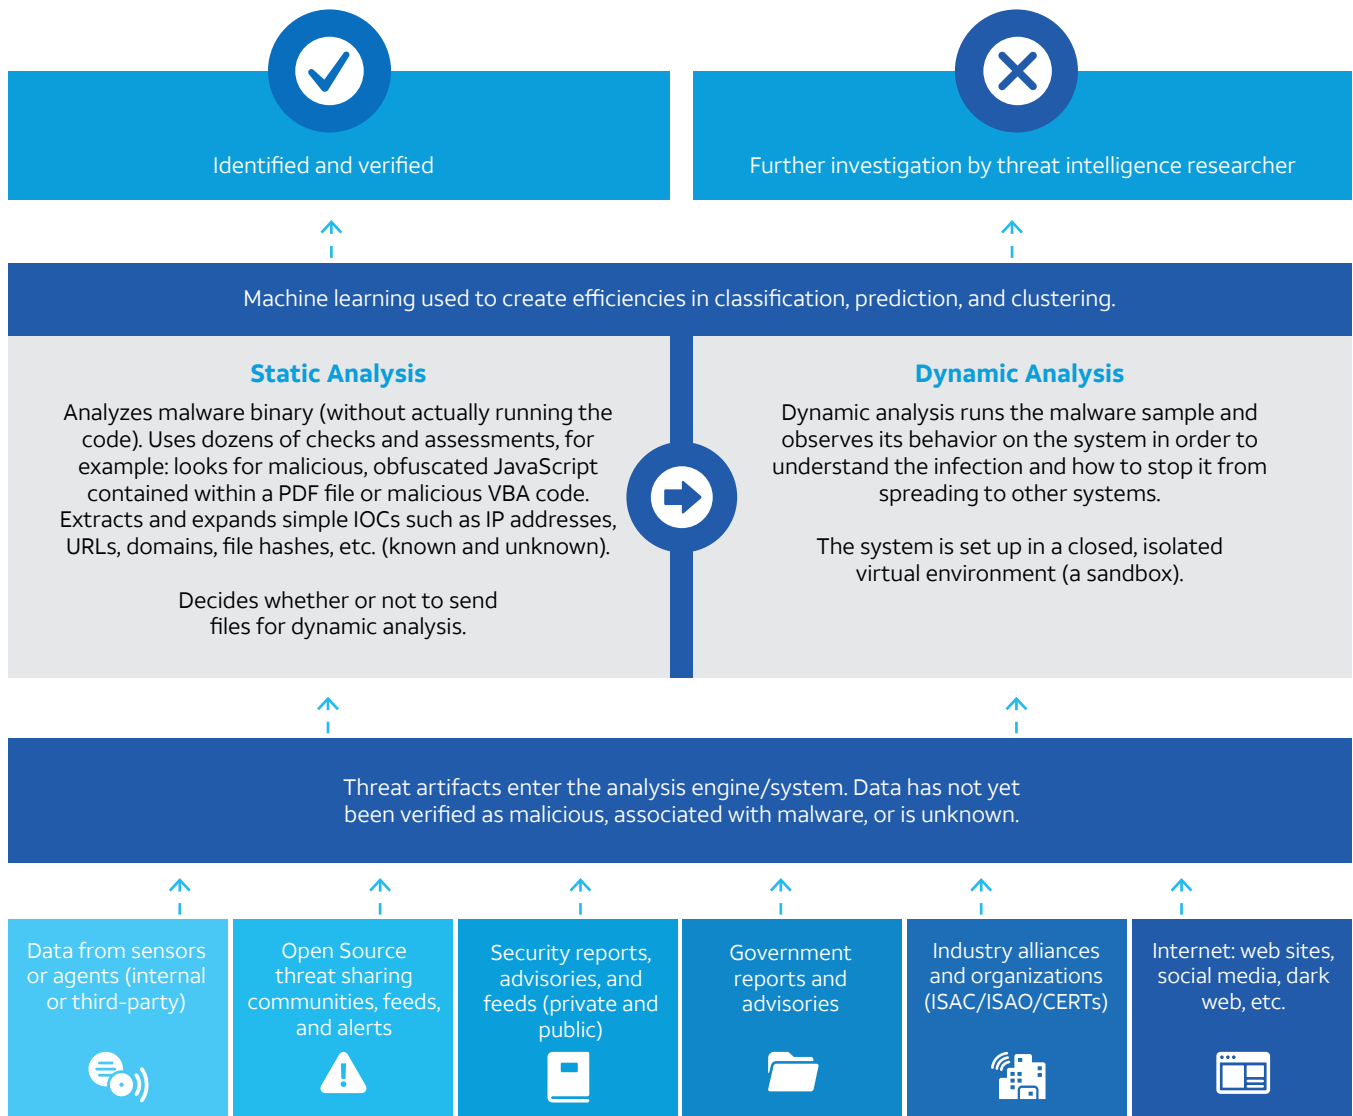 Identified and verified
Further investigation by threat intelligence researcher
Machine learning used to create efficiencies in classification, prediction, and clustering.
Static Analysis
Analyzes malware binary (without actually running the
code). Uses dozens of checks and assessments, for
example: looks for malicious, obfuscated JavaScript
contained within a PDF file or malicious VBA code.
Extracts and expands simple IOCs such as IP addresses,
URLs, domains, file hashes, etc. (known and unknown).
Decides whether or not to send
files for dynamic analysis.
Dynamic Analysis
Dynamic analysis runs the malware sample and
observes its behavior on the system in order to
understand the infection and how to stop it from
spreading to other systems.
The system is set up in a closed, isolated
virtual environment (a sandbox).
Threat artifacts enter the analysis engine/system. Data has not yet
been verified as malicious, associated with malware, or is unknown.
Data from sensors
or agents (internal
or third-party)
Open Source
threat sharing
communities, feeds,
and alerts
Security reports,
advisories, and
feeds (private and
public)
Government
reports and
advisories
Industry alliances
and organizations
(ISAC/ISAO/CERTs)
Internet: web sites,
social media, dark
web, etc.